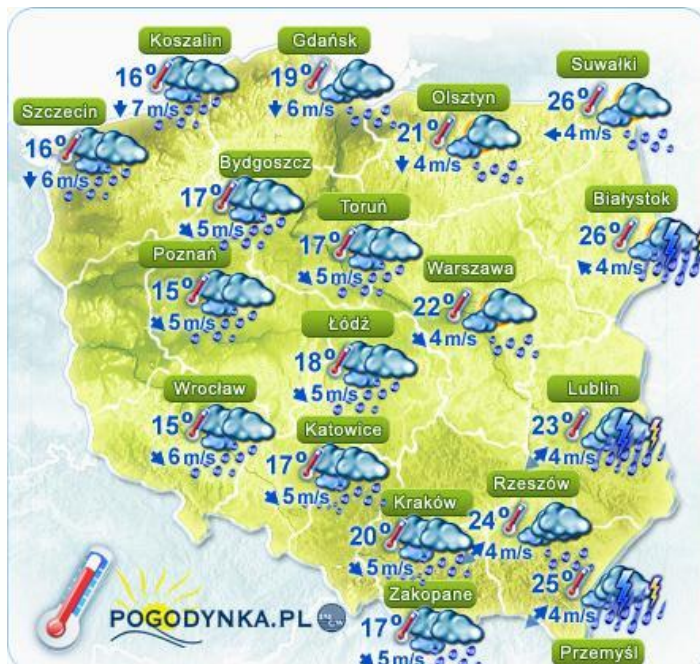 Koszalin
16°
7 m/s
Gdańsk
19°
6 m/s
Suwałki
26°
4 m/s
Szczecin
16°
6 m/s
Olsztyn
21°
4 m/s
Bydgoszcz
17°
5 m/s
Toruń
17°
5 m/s
Białystok
26°
4 m/s
Poznań
15°
5 m/s
Warszawa
22°
4 m/s
Łódź
18°
5 m/s
Wrocław
15°
6 m/s
Katowice
17°
5 m/s
Lublin
23°
4 m/s
Kraków
20°
5 m/s
Rzeszów
24°
4 m/s
Zakopane
17°
5 m/s
25°
4 m/s
Przemyśl
POGODYNKA.PL